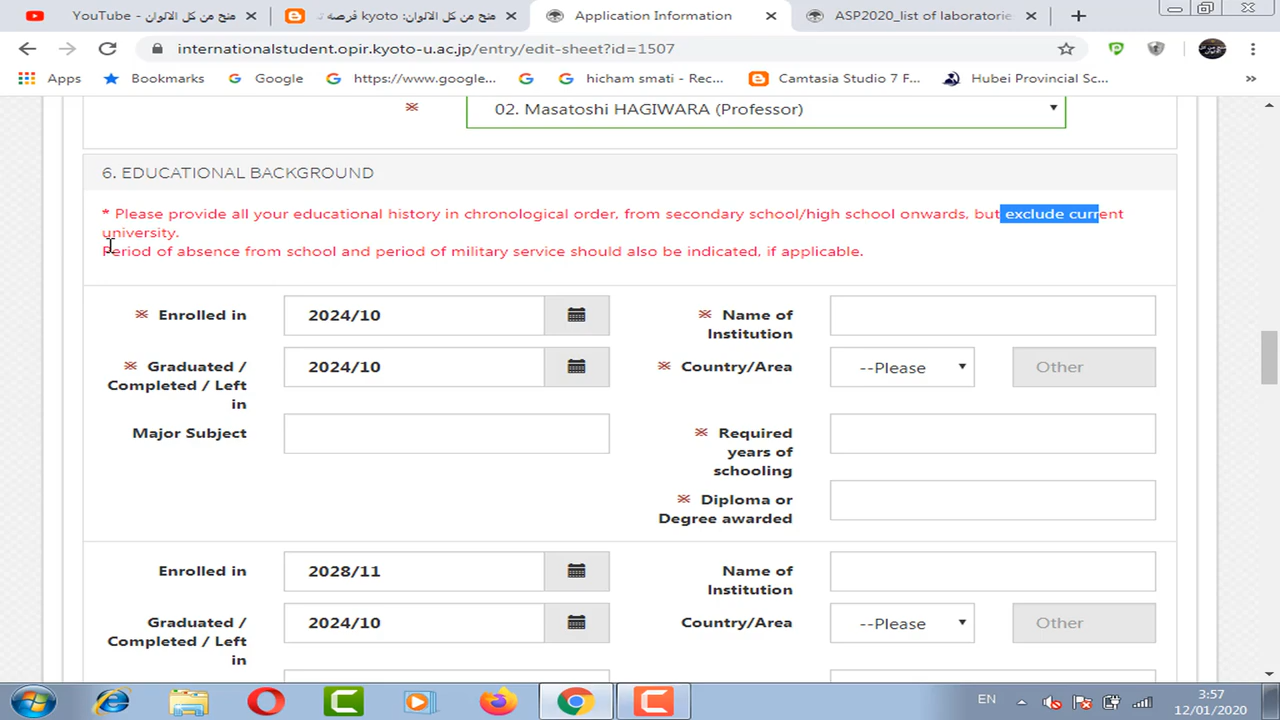 YouTube - منح من كل الالوان
منح من كل الالوان: kyoto فرصه ت
Application Information
ASP2020_list of laboratorie
internationalstudent.opir.kyoto-u.ac.jp/entry/edit-sheet?id=1507
Apps
Bookmarks
Google
https://www.google...
hicham smati - Rec...
Camtasia Studio 7 F...
Hubei Provincial Sc...
»
※
02. Masatoshi HAGIWARA (Professor)
6. EDUCATIONAL BACKGROUND
* Please provide all your educational history in chronological order, from secondary school/high school onwards, but exclude current
university.
Period of absence from school and period of military service should also be indicated, if applicable.
※ Enrolled in
2024/10
※ Name of
Institution
※ Graduated /
Completed / Left
in
2024/10
※ Country/Area
--Please
Other
Major Subject
※ Required
years of
schooling
※ Diploma or
Degree awarded
Enrolled in
2028/11
Name of
Institution
Graduated /
Completed / Left
in
2024/10
Country/Area
--Please
Other
EN
3:57
12/01/2020